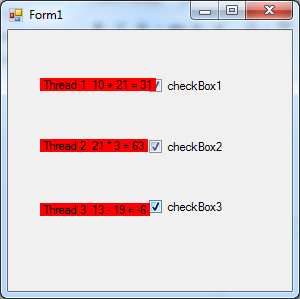 Form1
Thread 1: 10 + 21 = 31
checkBox1
Thread 2: 21 * 3 = 63
checkBox2
Thread 3: 13 - 19 = -6
checkBox3